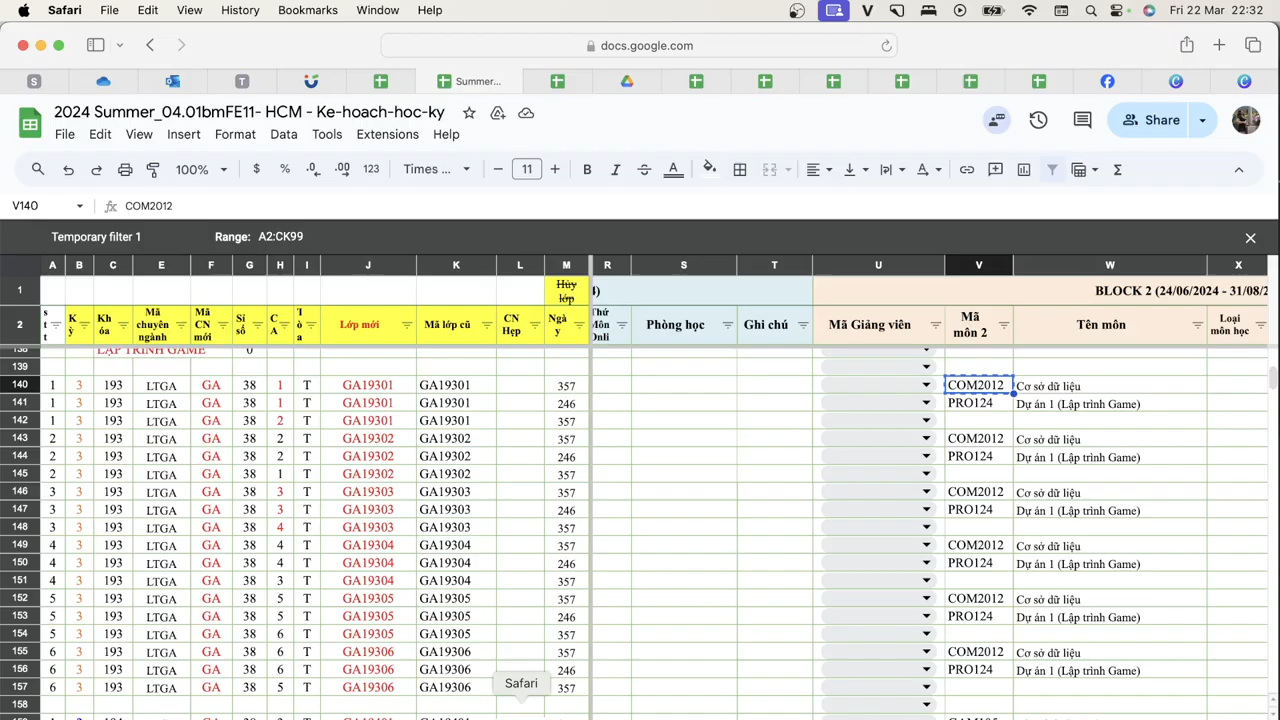 Safari File Edit View History Bookmarks Window Help Fri 22 Mar 22:32
docs.google.com
S T Summer...
2024 Summer_04.01bmFE11- HCM - Ke-hoach-hoc-ky
File Edit View Insert Format Data Tools Extensions Help
Share
100% $ % .0 .00 123 Times ... 11 B I
V140 fx COM2012
Temporary filter 1 Range: A2:CK99
A B C E F G H I J K L M R S T U V W X
1 Hủy lớp 4) BLOCK 2 (24/06/2024 - 31/08/2
2 s t t K ỳ Kh óa Mã chuyên ngành Mã CN mới Sĩ số C A T ò a Lớp mới Mã lớp cũ CN Hẹp Ngà y Thứ Môn Onli Phòng học Ghi chú Mã Giảng viên Mã môn 2 Tên môn Loại môn học
138 LẬP TRÌNH GAME 0
139
140 1 3 193 LTGA GA 38 1 T GA19301 GA19301 357 COM2012 Cơ sở dữ liệu
141 1 3 193 LTGA GA 38 1 T GA19301 GA19301 246 PRO124 Dự án 1 (Lập trình Game)
142 1 3 193 LTGA GA 38 2 T GA19301 GA19301 357
143 2 3 193 LTGA GA 38 2 T GA19302 GA19302 357 COM2012 Cơ sở dữ liệu
144 2 3 193 LTGA GA 38 2 T GA19302 GA19302 246 PRO124 Dự án 1 (Lập trình Game)
145 2 3 193 LTGA GA 38 1 T GA19302 GA19302 357
146 3 3 193 LTGA GA 38 3 T GA19303 GA19303 357 COM2012 Cơ sở dữ liệu
147 3 3 193 LTGA GA 38 3 T GA19303 GA19303 246 PRO124 Dự án 1 (Lập trình Game)
148 3 3 193 LTGA GA 38 4 T GA19303 GA19303 357
149 4 3 193 LTGA GA 38 4 T GA19304 GA19304 357 COM2012 Cơ sở dữ liệu
150 4 3 193 LTGA GA 38 4 T GA19304 GA19304 246 PRO124 Dự án 1 (Lập trình Game)
151 4 3 193 LTGA GA 38 3 T GA19304 GA19304 357
152 5 3 193 LTGA GA 38 5 T GA19305 GA19305 357 COM2012 Cơ sở dữ liệu
153 5 3 193 LTGA GA 38 5 T GA19305 GA19305 246 PRO124 Dự án 1 (Lập trình Game)
154 5 3 193 LTGA GA 38 6 T GA19305 GA19305 357
155 6 3 193 LTGA GA 38 6 T GA19306 GA19306 357 COM2012 Cơ sở dữ liệu
156 6 3 193 LTGA GA 38 6 T GA19306 GA19306 246 PRO124 Dự án 1 (Lập trình Game)
157 6 3 193 LTGA GA 38 5 T GA19306 GA19306 357
Safari
158